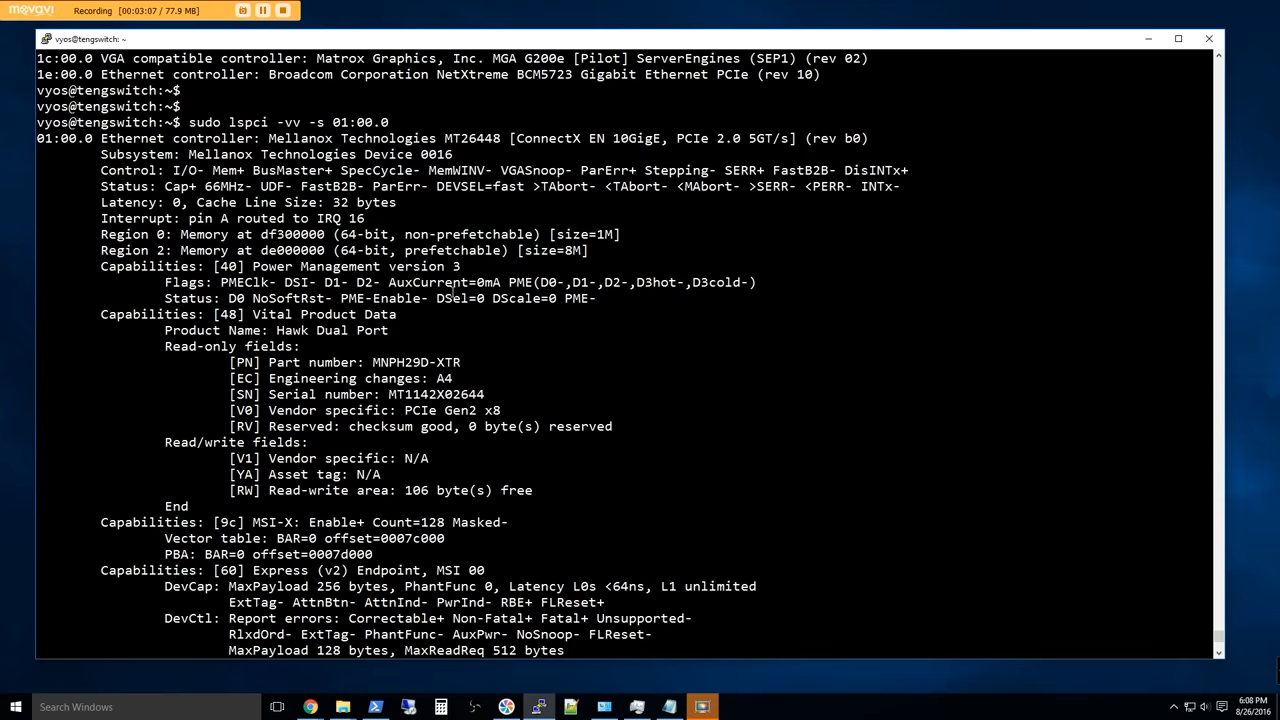 movavi Recording [00:03:07 / 77.9 MB]
vyos@tengswitch: ~
1c:00.0 VGA compatible controller: Matrox Graphics, Inc. MGA G200e [Pilot] ServerEngines (SEP1) (rev 02)
1e:00.0 Ethernet controller: Broadcom Corporation NetXtreme BCM5723 Gigabit Ethernet PCIe (rev 10)
vyos@tengswitch:~$
vyos@tengswitch:~$
vyos@tengswitch:~$ sudo lspci -vv -s 01:00.0
01:00.0 Ethernet controller: Mellanox Technologies MT26448 [ConnectX EN 10GigE, PCIe 2.0 5GT/s] (rev b0)
Subsystem: Mellanox Technologies Device 0016
Control: I/O- Mem+ BusMaster+ SpecCycle- MemWINV- VGASnoop- ParErr+ Stepping- SERR+ FastB2B- DisINTx+
Status: Cap+ 66MHz- UDF- FastB2B- ParErr- DEVSEL=fast >TAbort- <TAbort- <MAbort- >SERR- <PERR- INTx-
Latency: 0, Cache Line Size: 32 bytes
Interrupt: pin A routed to IRQ 16
Region 0: Memory at df300000 (64-bit, non-prefetchable) [size=1M]
Region 2: Memory at de000000 (64-bit, prefetchable) [size=8M]
Capabilities: [40] Power Management version 3
Flags: PMEClk- DSI- D1- D2- AuxCurrent=0mA PME(D0-,D1-,D2-,D3hot-,D3cold-)
Status: D0 NoSoftRst- PME-Enable- DSel=0 DScale=0 PME-
Capabilities: [48] Vital Product Data
Product Name: Hawk Dual Port
Read-only fields:
[PN] Part number: MNPH29D-XTR
[EC] Engineering changes: A4
[SN] Serial number: MT1142X02644
[V0] Vendor specific: PCIe Gen2 x8
[RV] Reserved: checksum good, 0 byte(s) reserved
Read/write fields:
[V1] Vendor specific: N/A
[YA] Asset tag: N/A
[RW] Read-write area: 106 byte(s) free
End
Capabilities: [9c] MSI-X: Enable+ Count=128 Masked-
Vector table: BAR=0 offset=0007c000
PBA: BAR=0 offset=0007d000
Capabilities: [60] Express (v2) Endpoint, MSI 00
DevCap: MaxPayload 256 bytes, PhantFunc 0, Latency L0s <64ns, L1 unlimited
ExtTag- AttnBtn- AttnInd- PwrInd- RBE+ FLReset+
DevCtl: Report errors: Correctable+ Non-Fatal+ Fatal+ Unsupported-
RlxdOrd- ExtTag- PhantFunc- AuxPwr- NoSnoop- FLReset-
MaxPayload 128 bytes, MaxReadReq 512 bytes
Search Windows
6:08 PM
8/26/2016